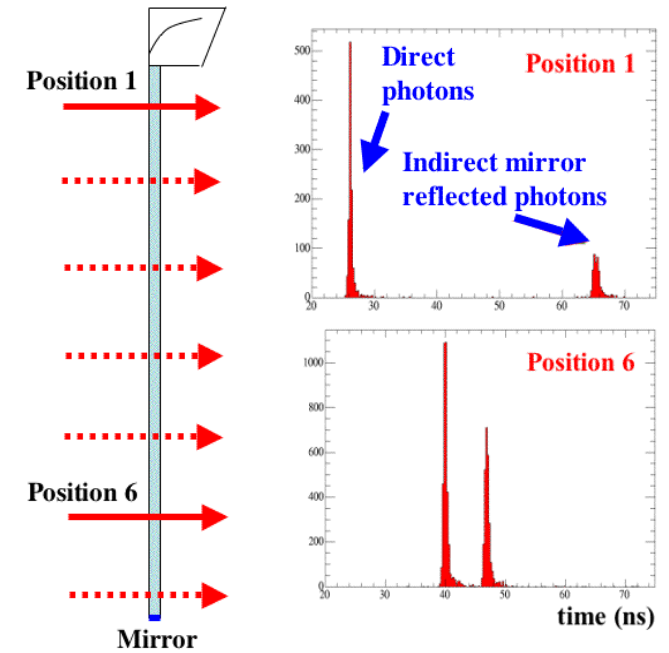 Position 1
Position 6
Mirror
Direct
photons
Position 1
Indirect mirror
reflected photons
500
400
300
200
100
0
20 30 40 50 60 70
Position 6
1000
800
600
400
200
0
20 30 40 50 60 70
time (ns)